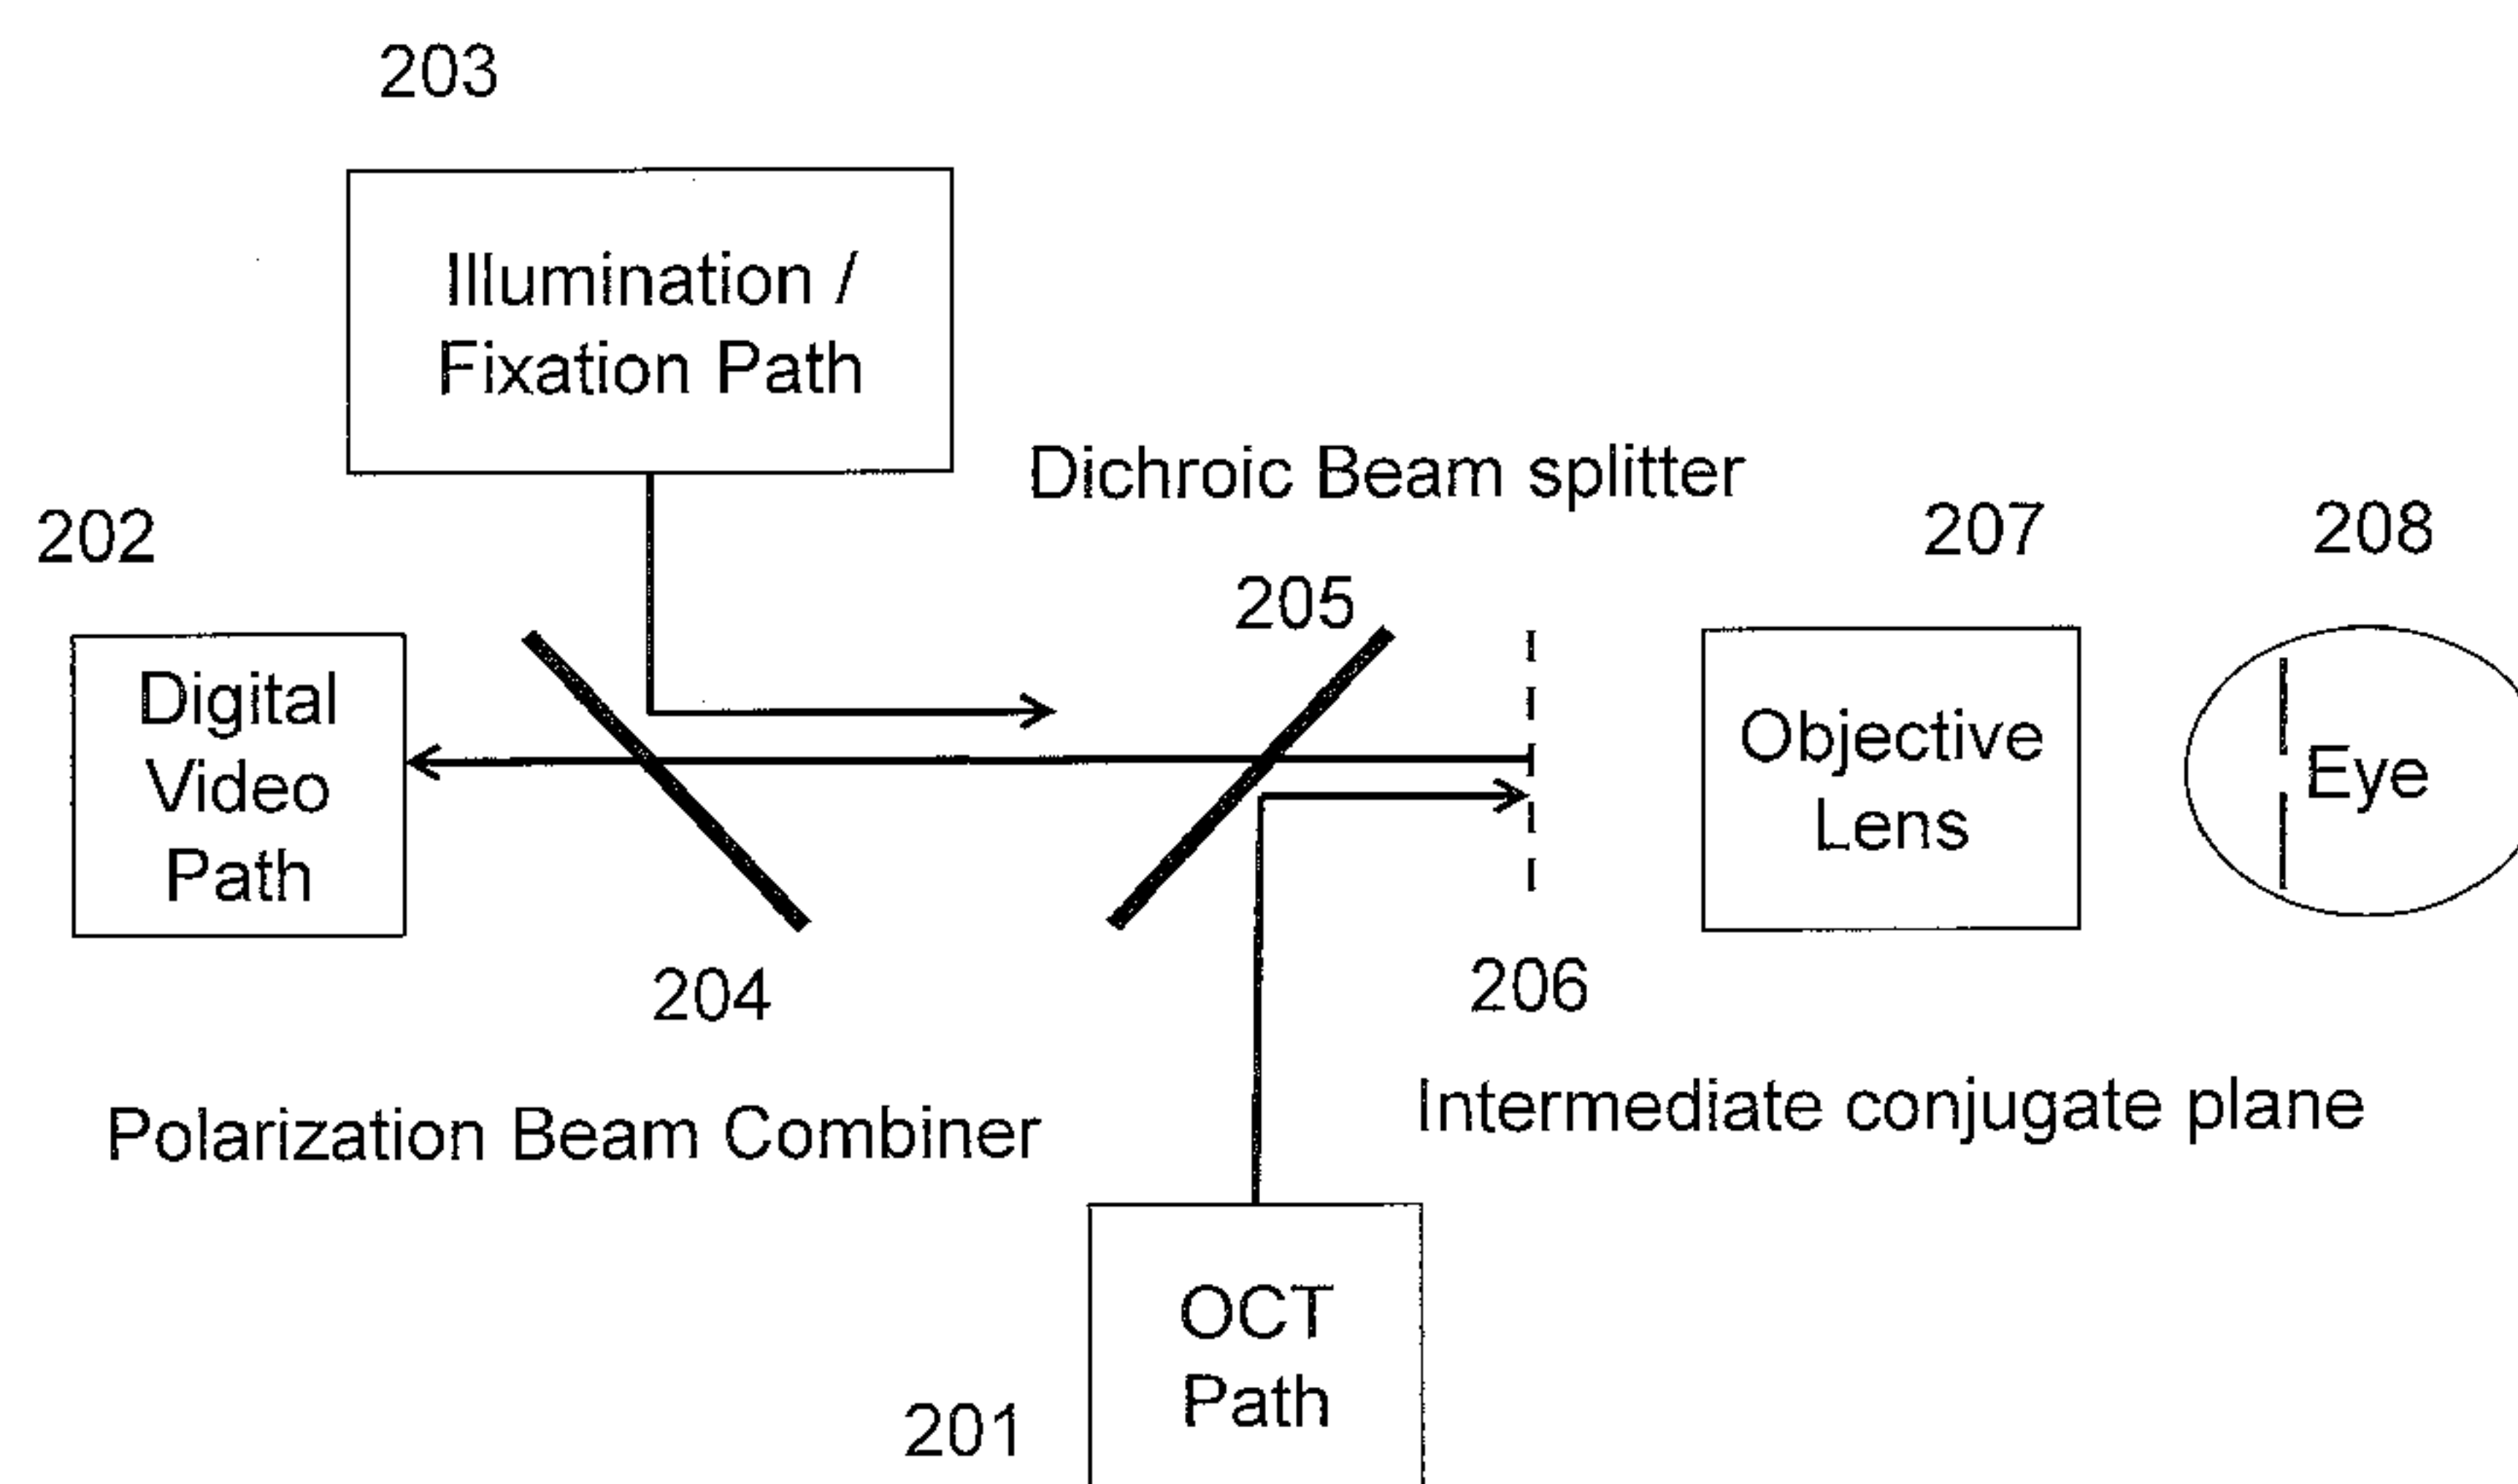 203
Illumination /
Fixation Path
Dichroic Beam splitter
202
207
208
205
Digital
Video
Path
Objective
Lens
Eye
204
206
Polarization Beam Combiner
Intermediate conjugate plane
OCT
Path
201